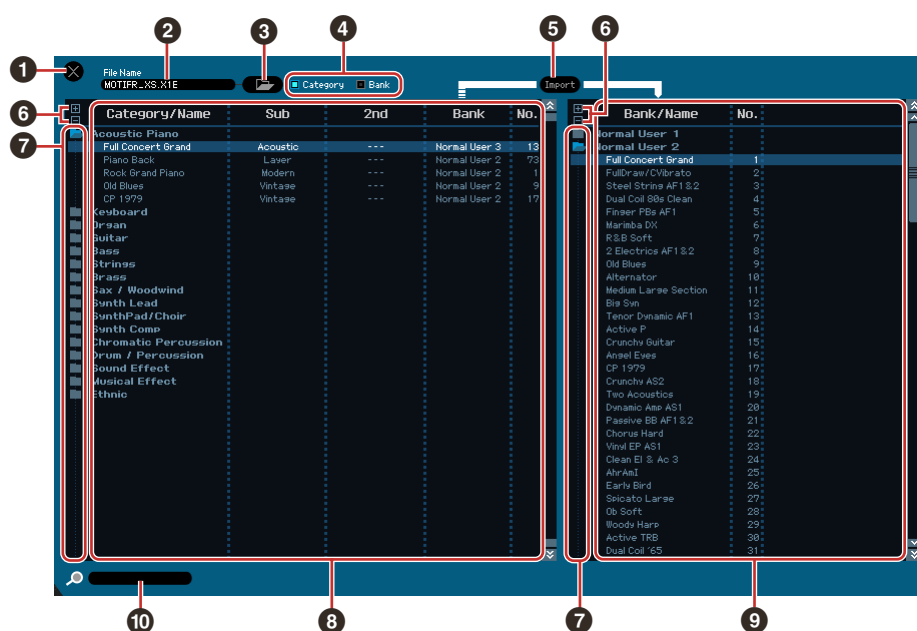 2 3 4 5 6
1
File Name
MOTIFR_XS.X1E
Category Bank
Import
6
Category/Name Sub 2nd Bank No.
7
Acoustic Piano
Full Concert Grand Acoustic --- Normal User 3 13
Piano Back Layer --- Normal User 2 73
Rock Grand Piano Modern --- Normal User 2 1
Old Blues Vintage --- Normal User 2 9
CP 1979 Vintage --- Normal User 2 17
Keyboard
Organ
Guitar
Bass
Strings
Brass
Sax / Woodwind
Synth Lead
SynthPad/Choir
Synth Comp
Chromatic Percussion
Drum / Percussion
Sound Effect
Musical Effect
Ethnic
Bank/Name No.
Normal User 1
Normal User 2
Full Concert Grand 1
FullDraw/CVibrato 2
Steel String AF1&2 3
Dual Coil 80s Clean 4
Finger PBs AF1 5
Marimba DX 6
R&B Soft 7
2 Electrics AF1&2 8
Old Blues 9
Alternator 10
Medium Large Section 11
Big Syn 12
Tenor Dynamic AF1 13
Active P 14
Crunchy Guitar 15
Angel Eyes 16
CP 1979 17
Crunchy AS2 18
Two Acoustics 19
Dynamic Amp AS1 20
Passive BB AF1&2 21
Chorus Hard 22
Vinyl EP AS1 23
Clean El & Ac 3 24
AhrAmI 25
Early Bird 26
Spicato Large 27
Ob Soft 28
Woody Harp 29
Active TRB 30
Dual Coil '65 31
10 8 7 9